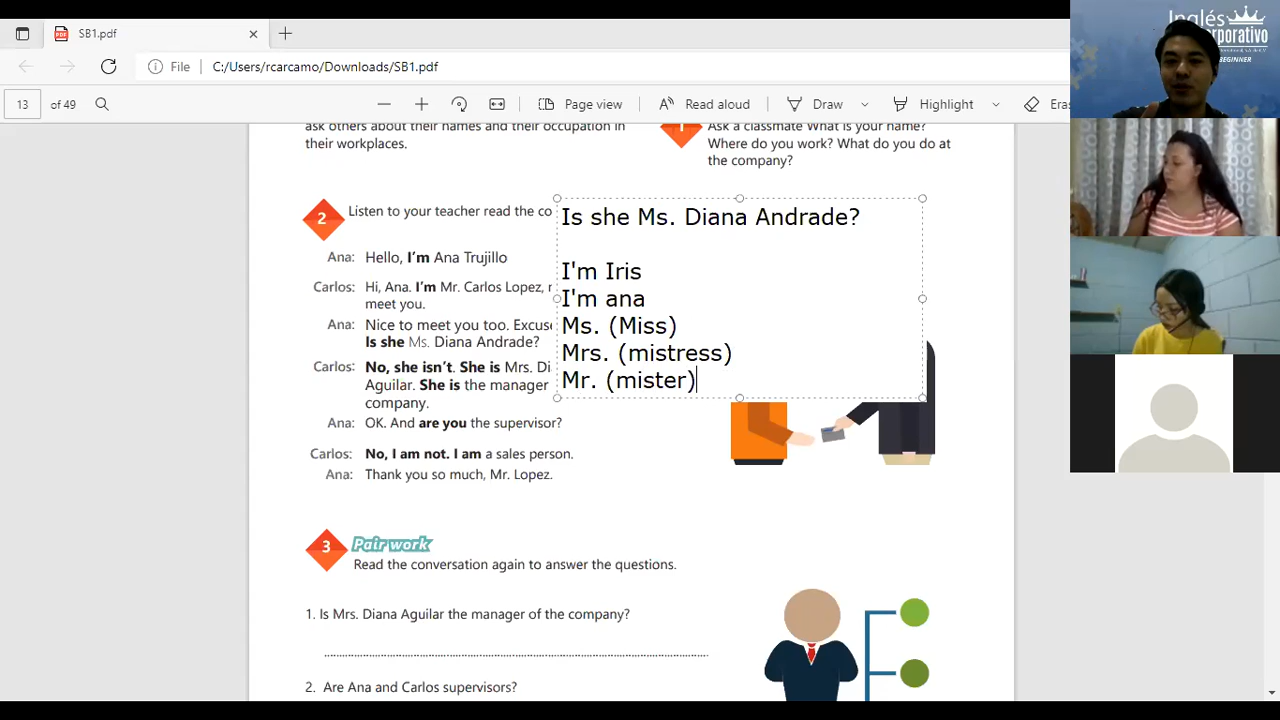 SB1.pdf
File
C:/Users/rcarcamo/Downloads/SB1.pdf
13 of 49
Page view
Read aloud
Draw
Highlight
Inglés
BEGINNER
ask others about their names and their occupation in
their workplaces.
Ask a classmate What is your name?
Where do you work? What do you do at
the company?
2 Listen to your teacher read the
Ana: Hello, I'm Ana Trujillo
Carlos: Hi, Ana. I'm Mr. Carlos Lopez,
meet you.
Ana: Nice to meet you too.
Is she Ms. Diana Andrade?
Carlos: No, she isn't. She is Mrs.
Aguilar. She is the manager
company.
Ana: OK. And are you the supervisor?
Carlos: No, I am not. I am a sales person.
Ana: Thank you so much, Mr. Lopez.
Is she Ms. Diana Andrade?
I'm Iris
I'm ana
Ms. (Miss)
Mrs. (mistress)
Mr. (mister)
3 Pair work
Read the conversation again to answer the questions.
1. Is Mrs. Diana Aguilar the manager of the company?
2. Are Ana and Carlos supervisors?